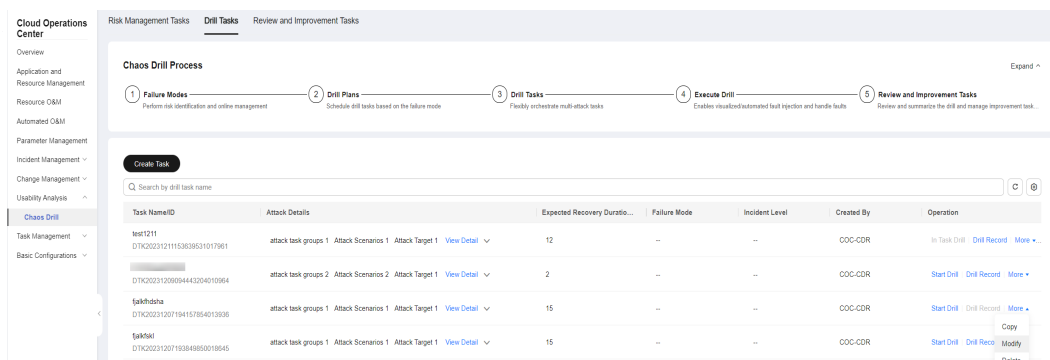 Cloud Operations
Center
Overview
Application and
Resource Management
Resource O&M
Automated O&M
Parameter Management
Incident Management
Change Management
Usability Analysis
Chaos Drill
Task Management
Basic Configurations
Risk Management Tasks Drill Tasks Review and Improvement Tasks
Chaos Drill Process Expand
1 Failure Modes 2 Drill Plans 3 Drill Tasks 4 Execute Drill 5 Review and Improvement Tasks
Perform risk identification and online management Schedule drill tasks based on the failure mode Flexibly orchestrate multi-attack tasks Enables visualized/automated fault injection and handle faults Review and summarize the drill and manage improvement task...
Create Task
Search by drill task name
Task Name/ID Attack Details Expected Recovery Duratio... Failure Mode Incident Level Created By Operation
test1211
DTK20231211153639531017961 attack task groups 1 Attack Scenarios 1 Attack Target 1 View Detail 12 -- -- COC-CDR In Task Drill Drill Record More ...
DTK20231209094443204010964 attack task groups 2 Attack Scenarios 2 Attack Target 1 View Detail 2 -- -- COC-CDR Start Drill Drill Record More
fjalkfhdsha
DTK20231207194157854013936 attack task groups 1 Attack Scenarios 1 Attack Target 1 View Detail 15 -- -- COC-CDR Start Drill Drill Record More
Copy
fjalkfskl
DTK20231207193849850018645 attack task groups 1 Attack Scenarios 1 Attack Target 1 View Detail 15 -- -- COC-CDR Start Drill Drill Reco
Modify